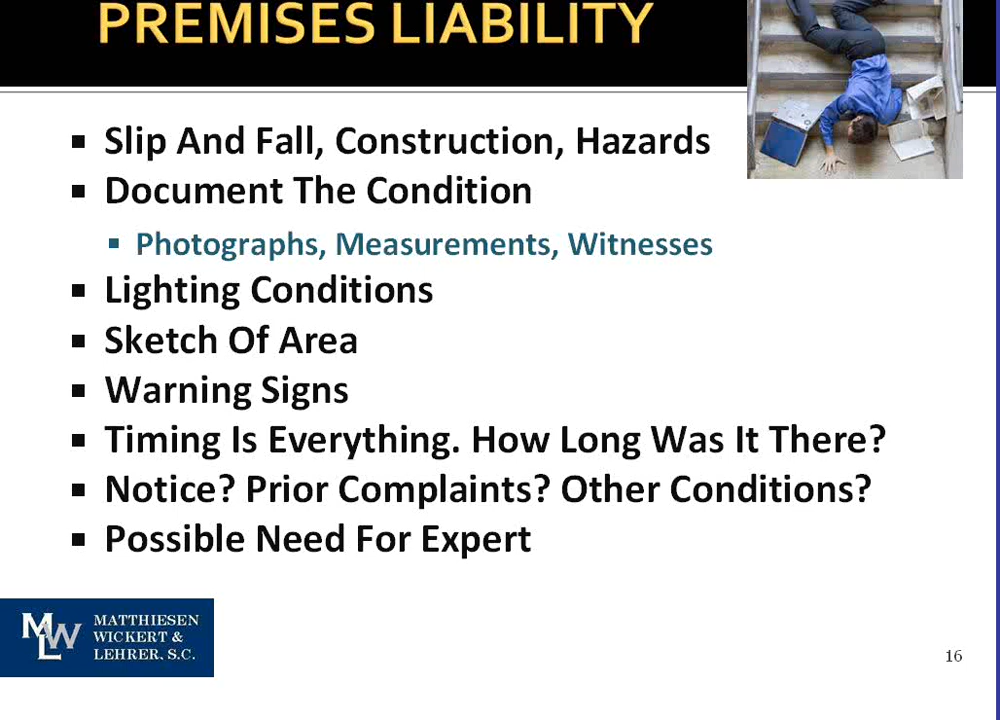 PREMISES LIABILITY
Slip And Fall, Construction, Hazards
Document The Condition
Photographs, Measurements, Witnesses
Lighting Conditions
Sketch Of Area
Warning Signs
Timing Is Everything. How Long Was It There?
Notice? Prior Complaints? Other Conditions?
Possible Need For Expert
MWL
MATTHIESEN
WICKERT &
LEHRER, S.C.
16